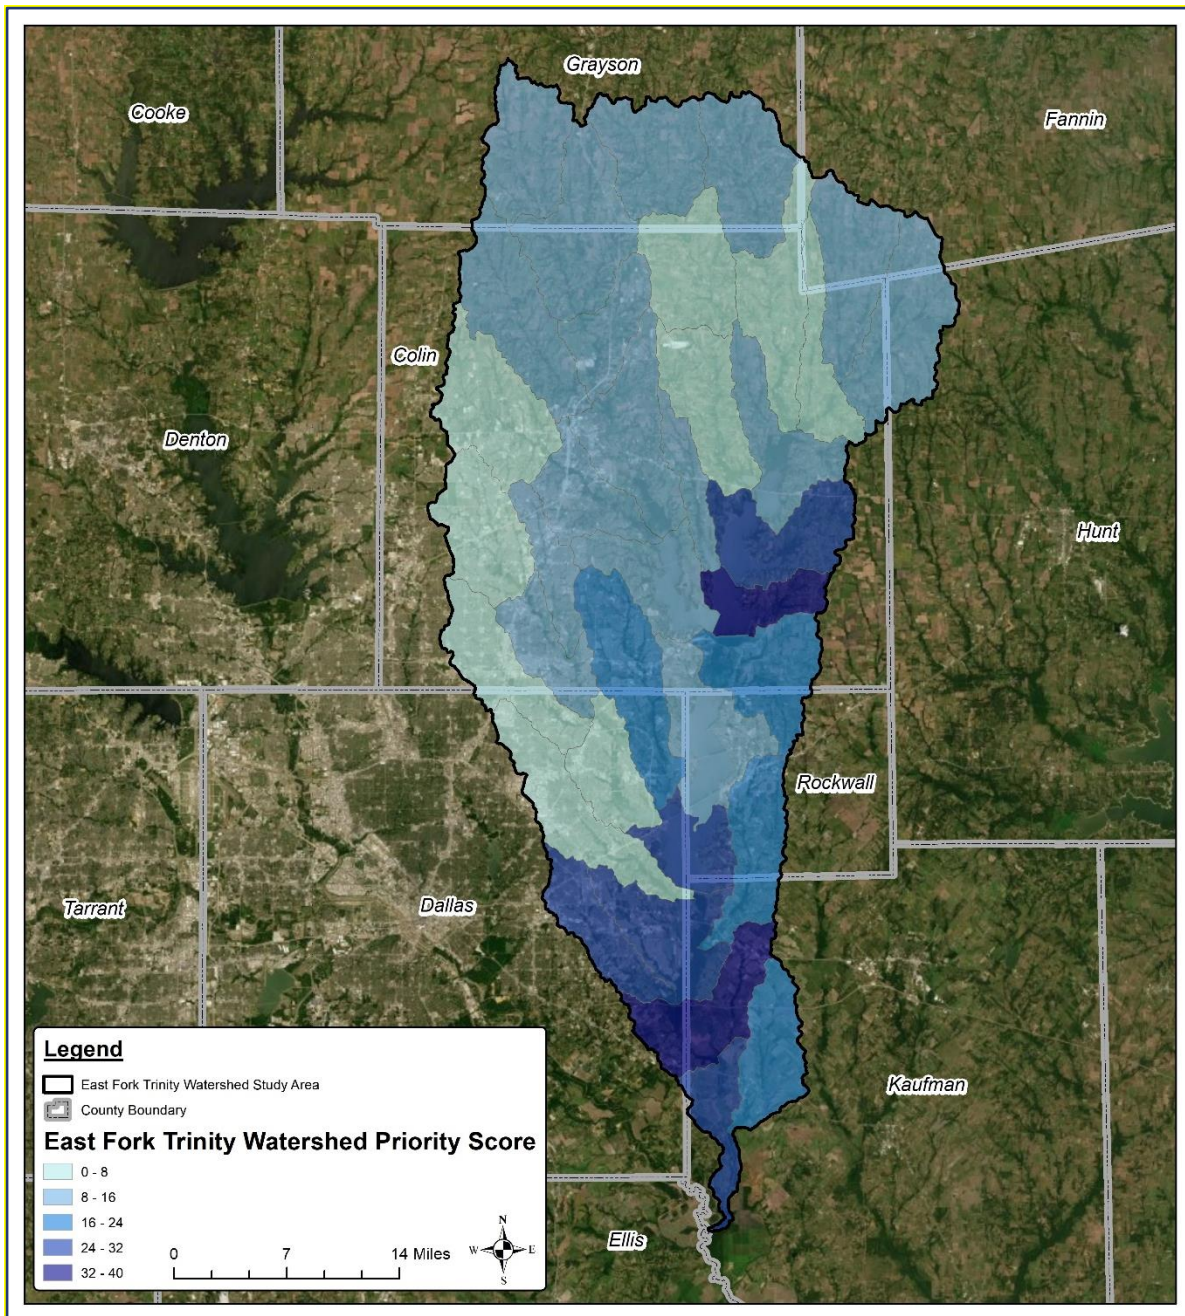 Grayson
Cooke
Fannin
Colin
Denton
Hunt
Rockwall
Tarrant
Dallas
Kaufman
Ellis
Legend
East Fork Trinity Watershed Study Area
County Boundary
East Fork Trinity Watershed Priority Score
0 - 8
8 - 16
16 - 24
24 - 32
32 - 40
0 7 14 Miles
N
W E
S